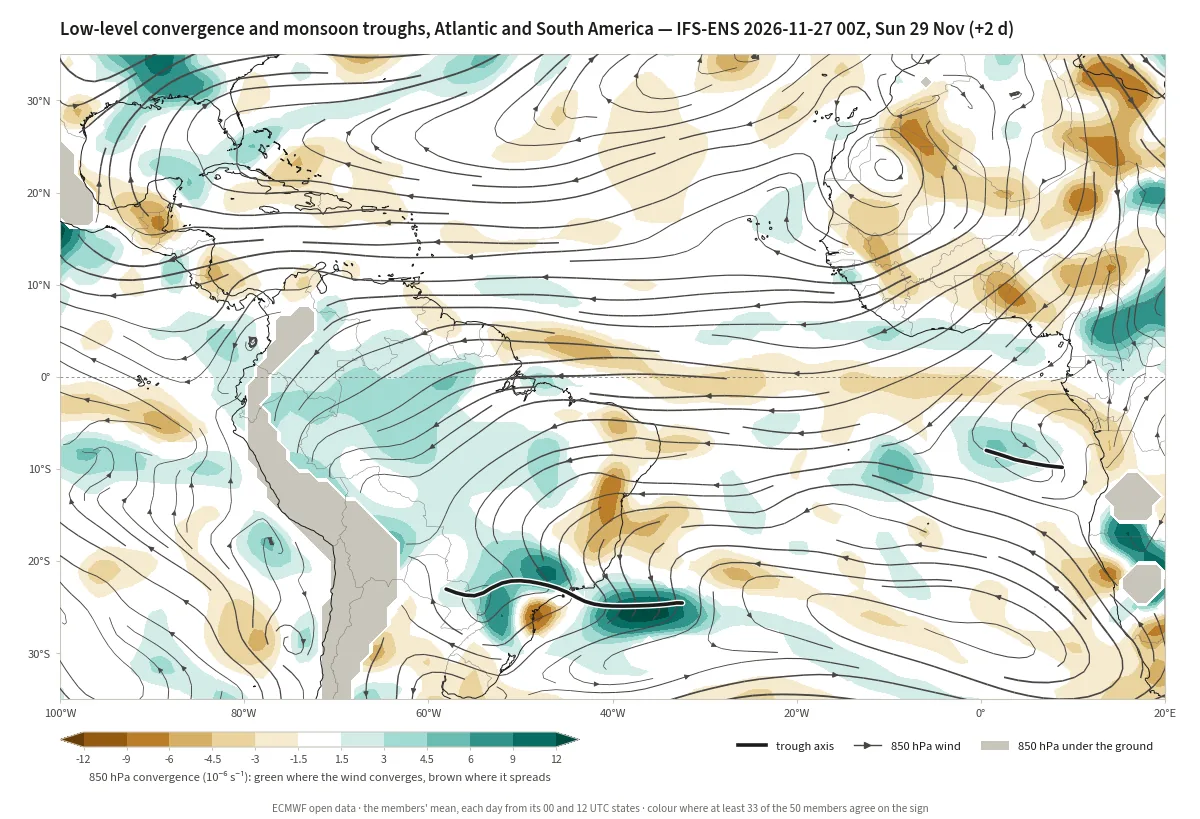 Low-level convergence and monsoon troughs, Atlantic and South America — IFS-ENS 2026-11-27 00Z, Sun 29 Nov (+2 d)
30°N
20°N
10°N
0°
10°S
20°S
30°S
100°W 80°W 60°W 40°W 20°W 0° 20°E
-12 -9 -6 -4.5 -3 -1.5 1.5 3 4.5 6 9 12
850 hPa convergence (10⁻⁶ s⁻¹): green where the wind converges, brown where it spreads
trough axis 850 hPa wind 850 hPa under the ground
ECMWF open data · the members' mean, each day from its 00 and 12 UTC states · colour where at least 33 of the 50 members agree on the sign